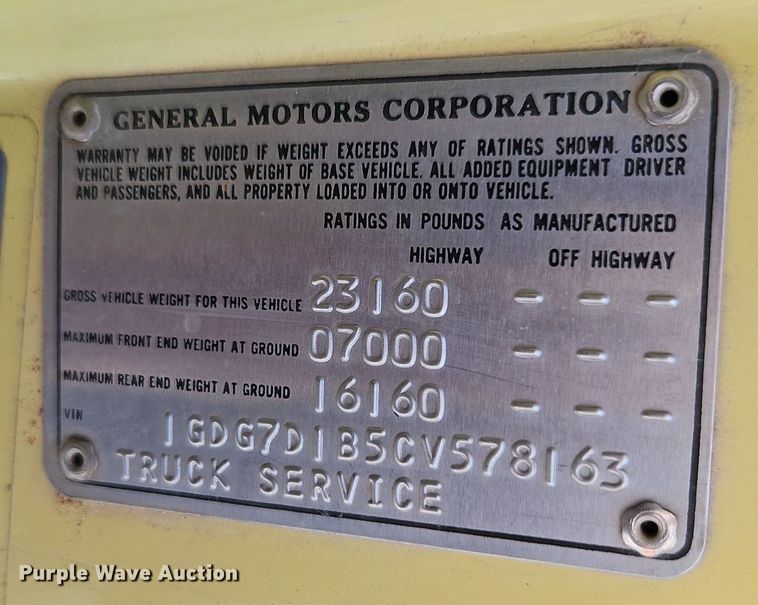 GENERAL MOTORS CORPORATION
WARRANTY MAY BE VOIDED IF WEIGHT EXCEEDS ANY OF RATINGS SHOWN. GROSS
VEHICLE WEIGHT INCLUDES WEIGHT OF BASE VEHICLE, ALL ADDED EQUIPMENT DRIVER
AND PASSENGERS, AND ALL PROPERTY LOADED INTO OR ONTO VEHICLE.
RATINGS IN POUNDS AS MANUFACTURED
HIGHWAY OFF HIGHWAY
GROSS VEHICLE WEIGHT FOR THIS VEHICLE 23160 - - -
MAXIMUM FRONT END WEIGHT AT GROUND 07000 - - -
MAXIMUM REAR END WEIGHT AT GROUND 16160 - - -
VIN 1GDG7D1B5CV578163
TRUCK SERVICE
Purple Wave Auction